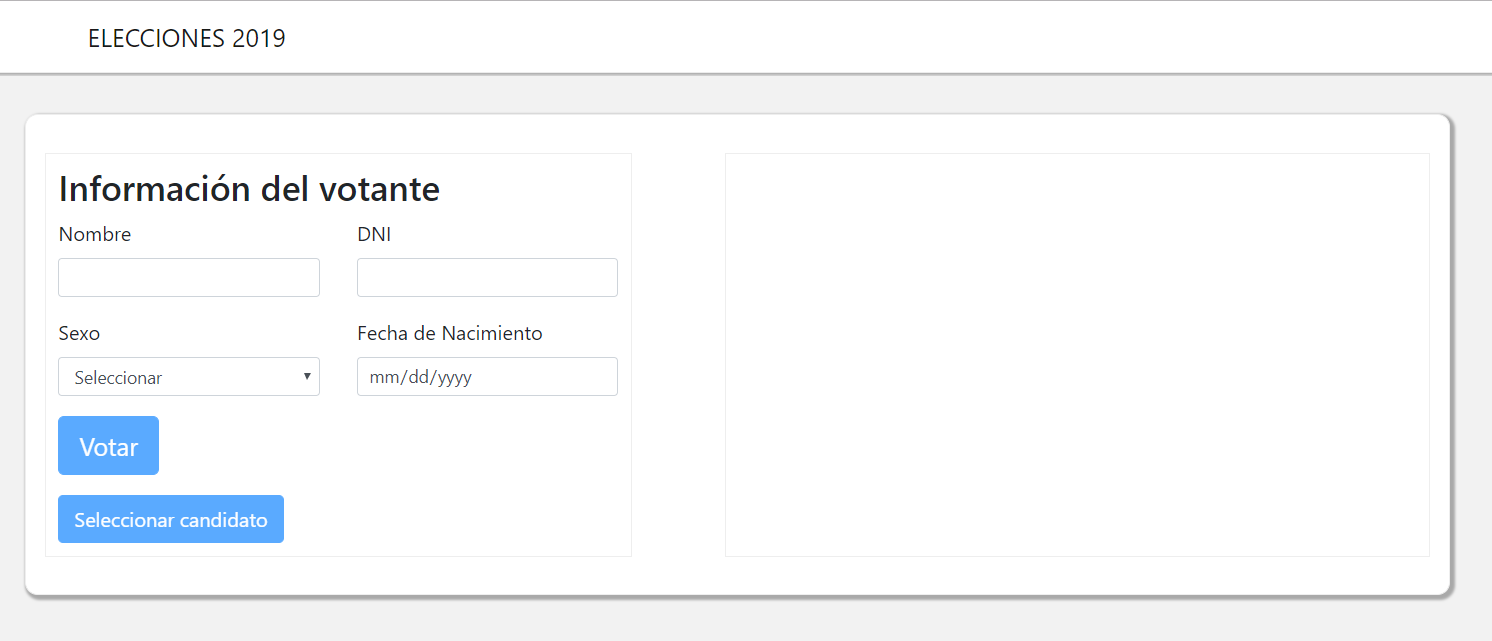 ELECCIONES 2019
Información del votante
Nombre
DNI
Sexo
Fecha de Nacimiento
Seleccionar
mm/dd/yyyy
Votar
Seleccionar candidato